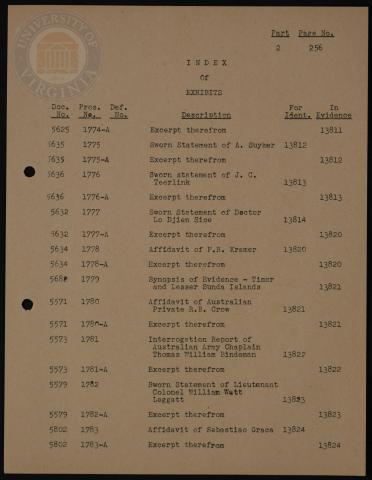 UNIVERSITY OF VIRGINIA
Part Page No.
2 256
INDEX
Of
EXHIBITS
Doc. Pros. Def. For In
No. No. No. Description Ident. Evidence
5625 1774-A Excerpt therefrom 13811
5635 1775 Sworn Statement of A. Suyker 13812
5635 1775-A Excerpt therefrom 13812
5636 1776 Sworn statement of J. C.
Teerlink 13813
5636 1776-A Excerpt therefrom 13813
5632 1777 Sworn Statement of Doctor
Lo Djien Sioe 13814
5632 1777-A Excerpt therefrom 13820
5634 1778 Affidavit of F.R. Kramer 13820
5634 1778-A Excerpt therefrom 13820
1779 Synopsis of Evidence - Timor
and Lesser Sunda Islands 13821
5571 1780 Affidavit of Australian
Private R.B. Crow 13821
5571 1780-A Excerpt therefrom 13821
5573 1781 Interrogation Report of
Australian Army Chaplain
Thomas William Bindeman 13822
5573 1781-A Excerpt therefrom 13822
5579 1782 Sworn Statement of Lieutenant
Colonel William Watt
Leggatt 13823
5579 1782-A Excerpt therefrom 13823
5802 1783 Affidavit of Sebastiao Graca 13824
5802 1783-A Excerpt therefrom 13824